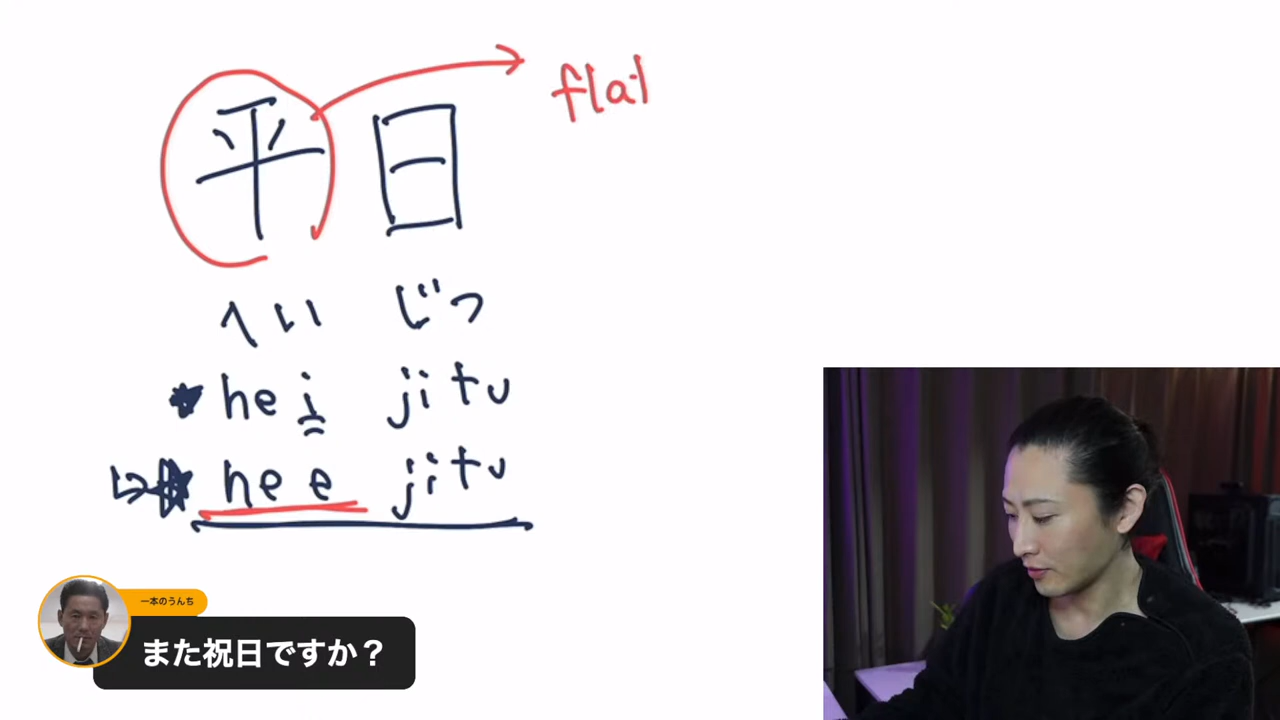 flat
平日
へい じつ
★ hei jitu
↳★ hee jitu
一本のうんち
また祝日ですか？